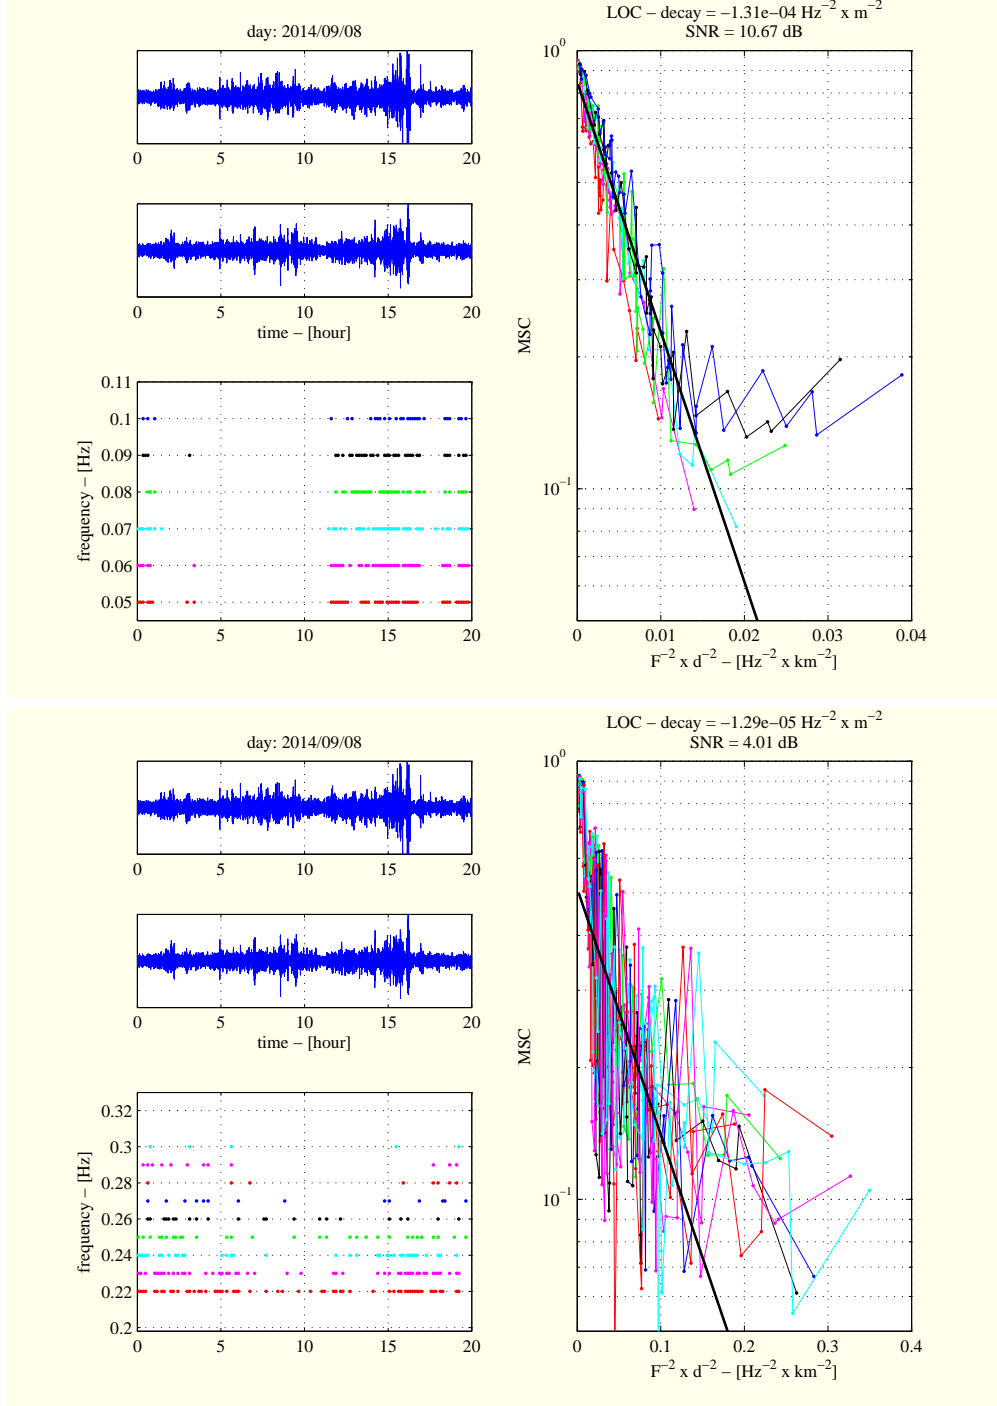 day: 2014/09/08
0 5 10 15 20
0 5 10 15 20
time − [hour]
0.11
0.1
0.09
0.08
0.07
0.06
0.05
frequency − [Hz]
0 5 10 15 20
LOC − decay = −1.31e−04 Hz⁻² x m⁻²
SNR = 10.67 dB
10⁰
10⁻¹
MSC
0 0.01 0.02 0.03 0.04
F⁻² x d⁻² − [Hz⁻² x km⁻²]
day: 2014/09/08
0 5 10 15 20
0 5 10 15 20
time − [hour]
0.32
0.3
0.28
0.26
0.24
0.22
0.2
frequency − [Hz]
0 5 10 15 20
LOC − decay = −1.29e−05 Hz⁻² x m⁻²
SNR = 4.01 dB
10⁰
10⁻¹
MSC
0 0.1 0.2 0.3 0.4
F⁻² x d⁻² − [Hz⁻² x km⁻²]